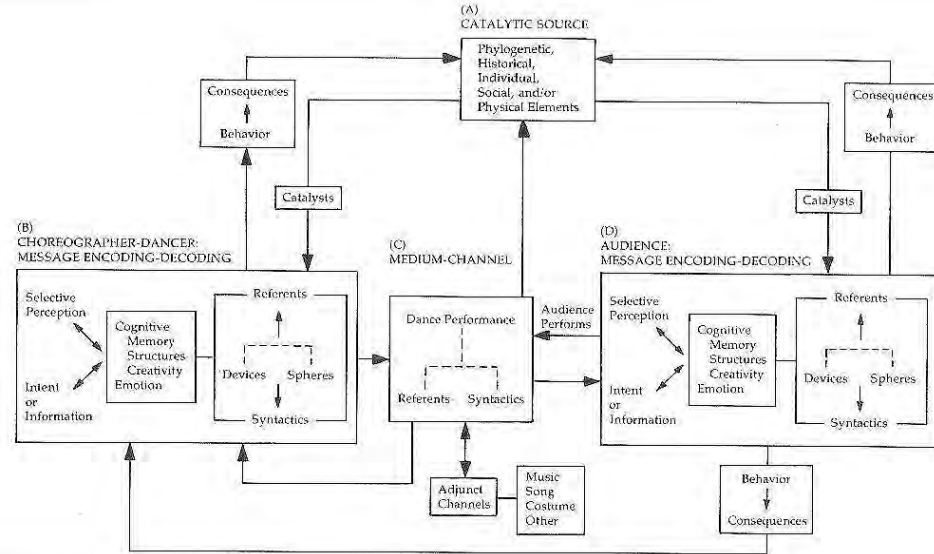 (A)
CATALYTIC SOURCE
Phylogenetic,
Historical,
Individual,
Social, and/or
Physical Elements
Consequences
Behavior
Consequences
Behavior
Catalysts
Catalysts
(B)
CHOREOGRAPHER-DANCER:
MESSAGE ENCODING-DECODING
Selective
Perception
Intent
or
Information
Cognitive
Memory
Structures
Creativity
Emotion
Referents
Devices
Spheres
Syntactics
(C)
MEDIUM-CHANNEL
Dance Performance
Referents
Syntactics
Audience
Performs
Adjunct
Channels
Music
Song
Costume
Other
(D)
AUDIENCE:
MESSAGE ENCODING-DECODING
Selective
Perception
Intent
or
Information
Cognitive
Memory
Structures
Creativity
Emotion
Referents
Devices
Spheres
Syntactics
Behavior
Consequences